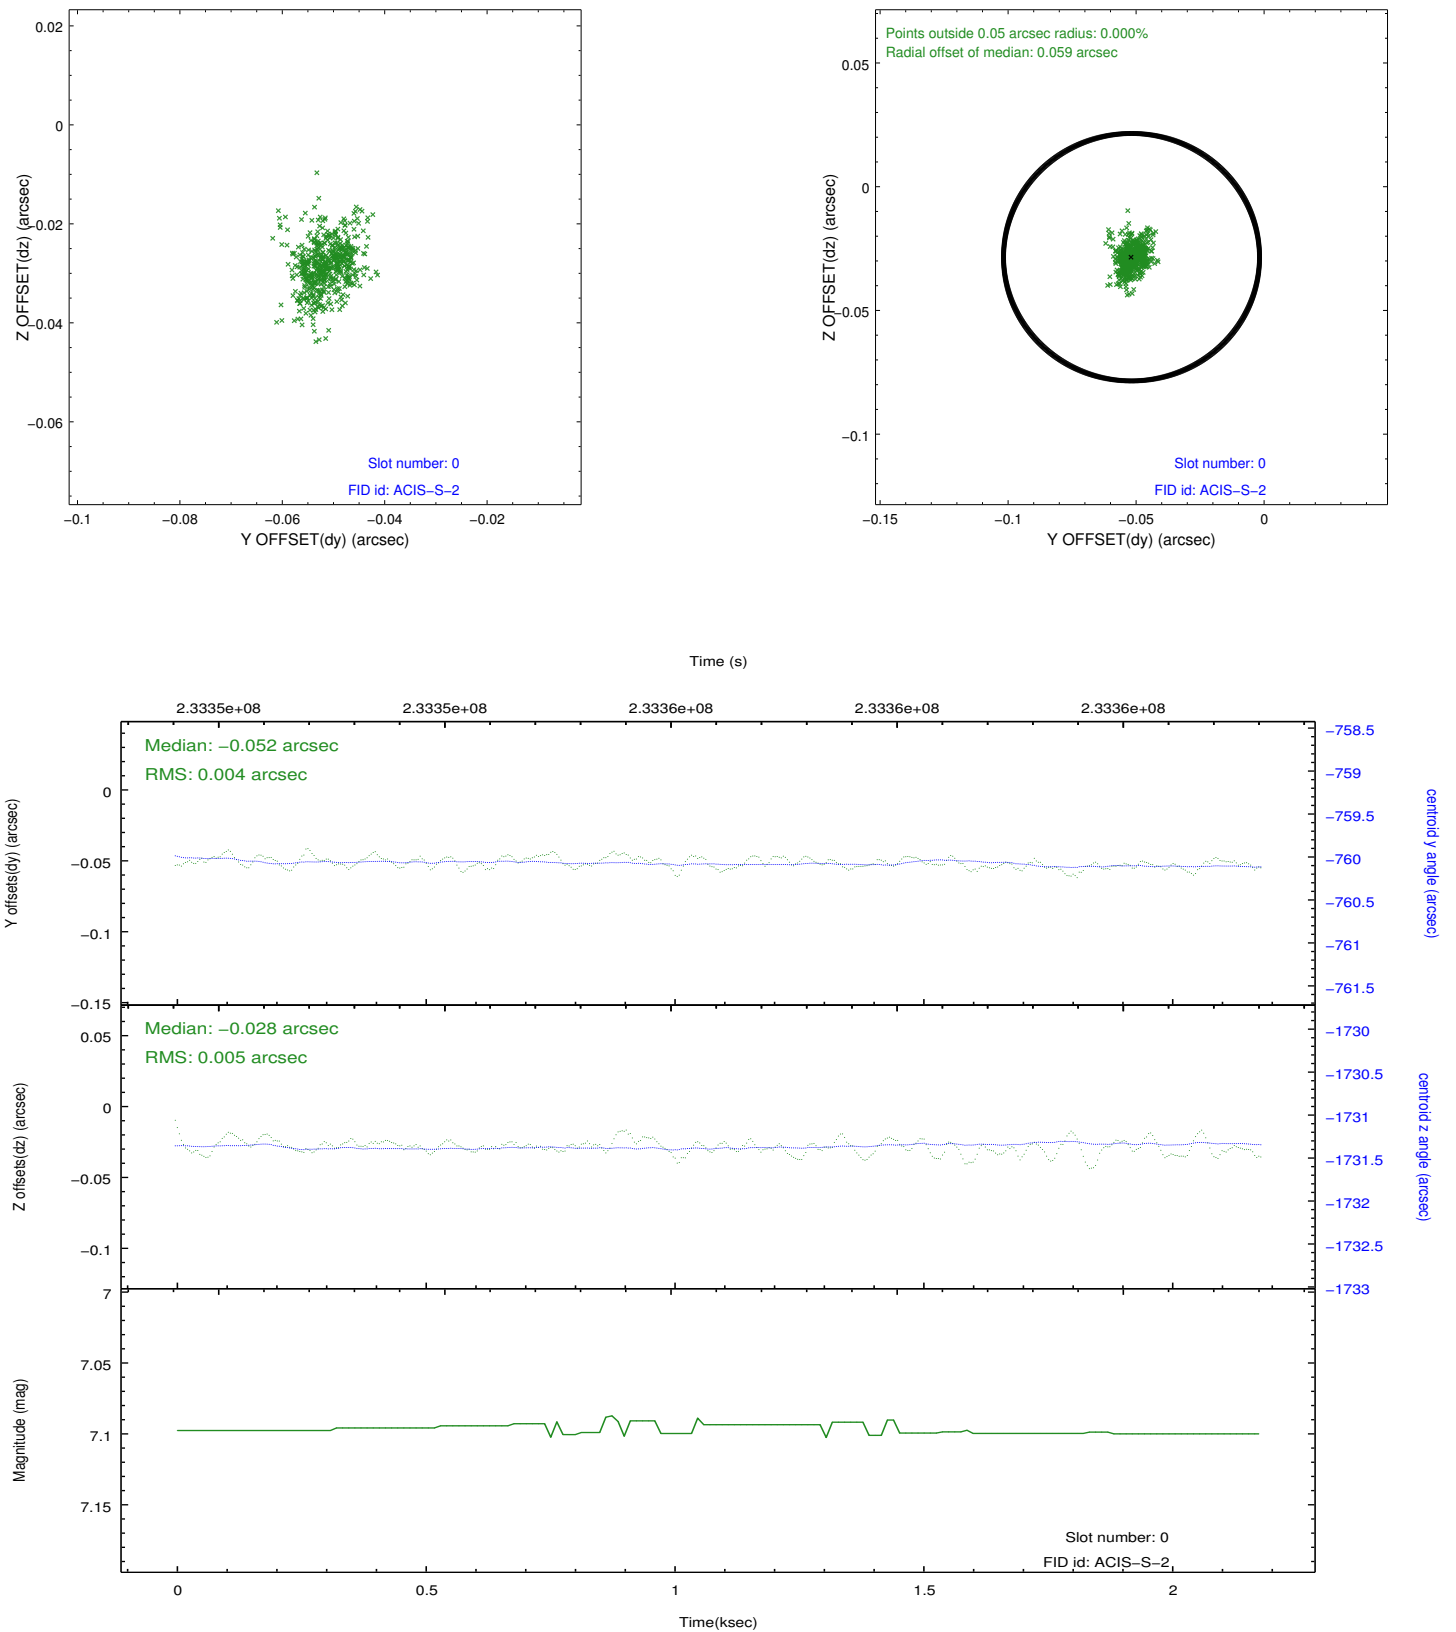 0.02
0
−0.02
−0.04
−0.06
Z OFFSET(dz) (arcsec)
Slot number: 0
FID id: ACIS−S−2
−0.1
−0.08
−0.06
−0.04
−0.02
Y OFFSET(dy) (arcsec)
Points outside 0.05 arcsec radius: 0.000%
Radial offset of median: 0.059 arcsec
0.05
0
−0.05
−0.1
Z OFFSET(dz) (arcsec)
Slot number: 0
FID id: ACIS−S−2
−0.15
−0.1
−0.05
0
Y OFFSET(dy) (arcsec)
Time (s)
2.3335e+08
2.3335e+08
2.3336e+08
2.3336e+08
2.3336e+08
Median: −0.052 arcsec
RMS: 0.004 arcsec
0
−0.05
−0.1
−0.15
Y offsets(dy) (arcsec)
−758.5
−759
−759.5
−760
−760.5
−761
−761.5
centroid y angle (arcsec)
Median: −0.028 arcsec
RMS: 0.005 arcsec
0.05
0
−0.05
−0.1
Z offsets(dz) (arcsec)
−1730
−1730.5
−1731
−1731.5
−1732
−1732.5
−1733
centroid z angle (arcsec)
7
7.05
7.1
7.15
Magnitude (mag)
Slot number: 0
FID id: ACIS−S−2
0
0.5
1
1.5
2
Time(ksec)